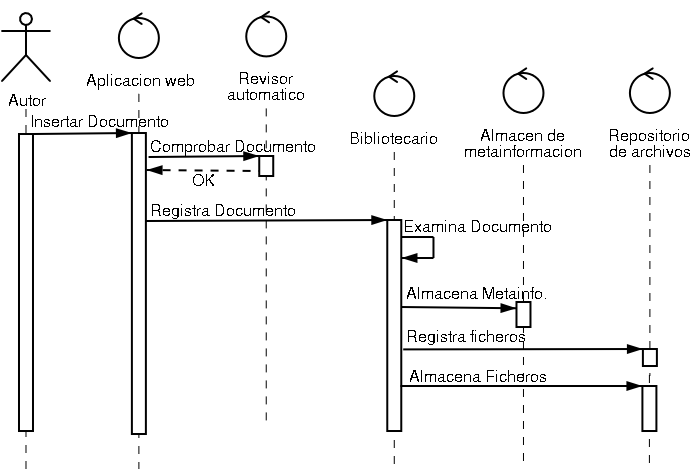 Autor
Aplicacion web
Revisor
automatico
Bibliotecario
Almacen de
metainformacion
Repositorio
de archivos
Insertar Documento
Comprobar Documento
OK
Registra Documento
Examina Documento
Almacena Metainfo.
Registra ficheros
Almacena Ficheros